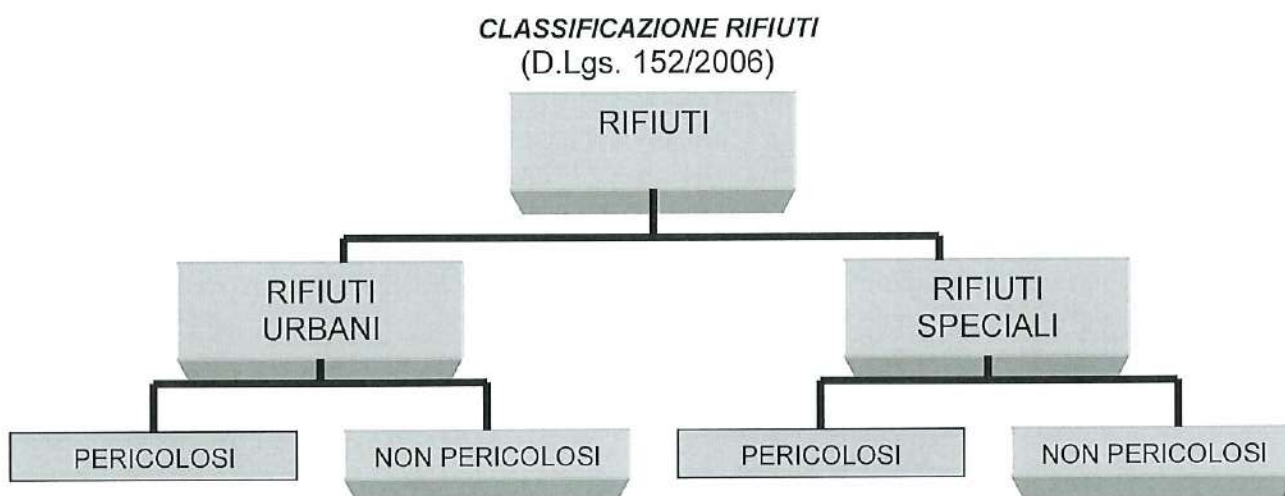 CLASSIFICAZIONE RIFIUTI
(D.Lgs. 152/2006)
RIFIUTI
RIFIUTI
URBANI
RIFIUTI
SPECIALI
PERICOLOSI
NON PERICOLOSI
PERICOLOSI
NON PERICOLOSI